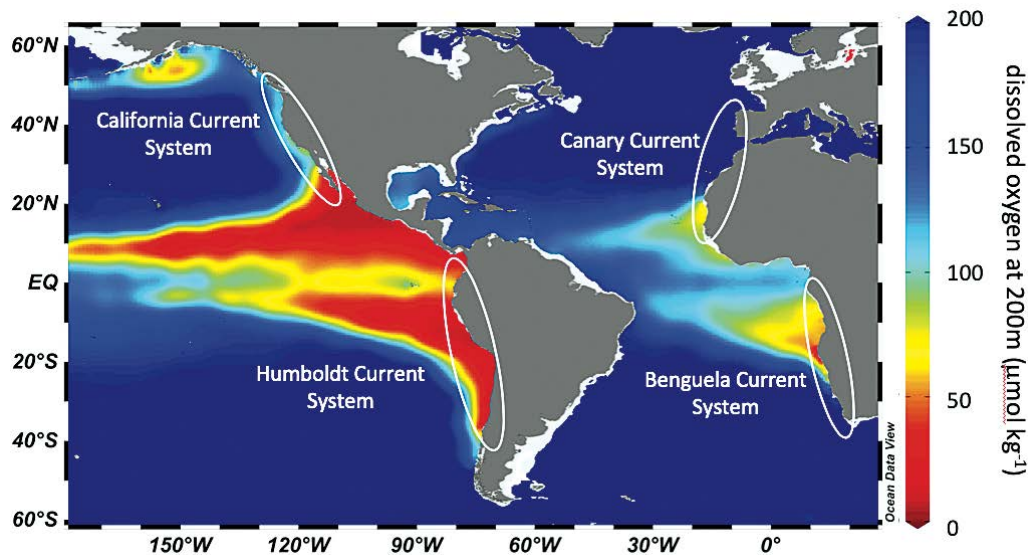 60°N
40°N
20°N
EQ
20°S
40°S
60°S
150°W
120°W
90°W
60°W
30°W
0°
California Current
System
Canary Current
System
Humboldt Current
System
Benguela Current
System
Ocean Data View
200
150
100
50
0
dissolved oxygen at 200m (µmol kg⁻¹)